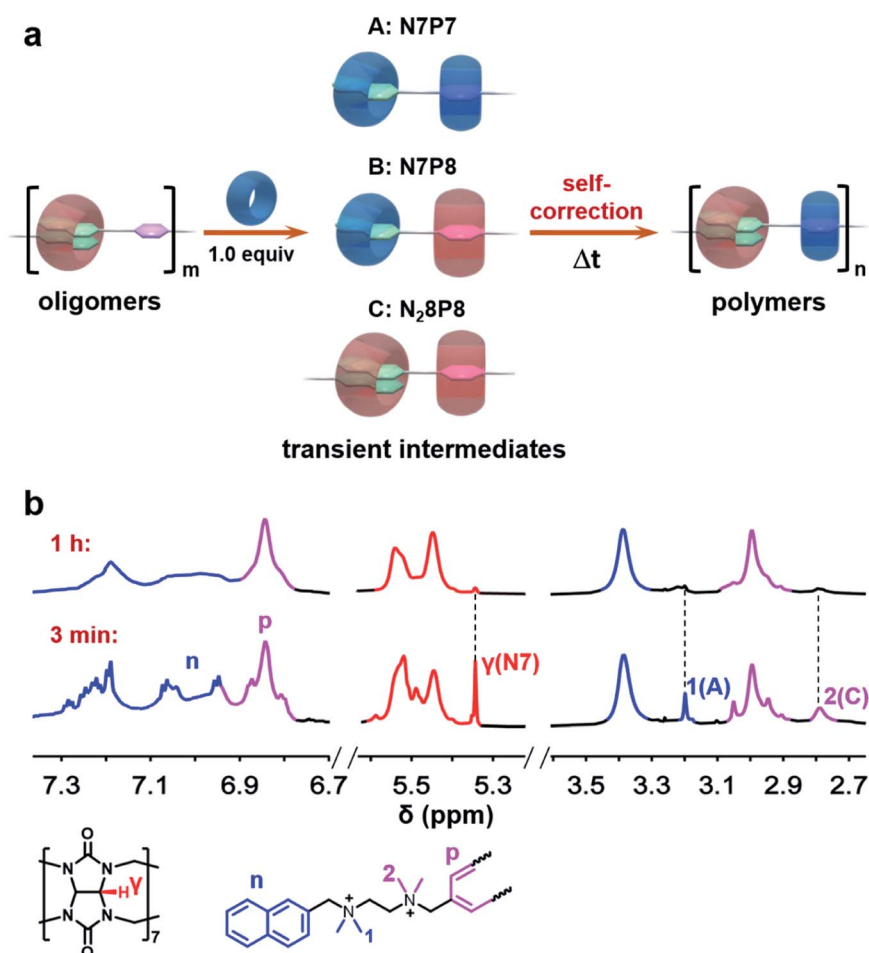 a
A: N7P7
B: N7P8
self-
correction
1.0 equiv
Δt
m
n
oligomers
polymers
C: N₂8P8
transient intermediates
b
1 h:
3 min:
n
p
γ(N7)
1(A)
2(C)
7.3 7.1 6.9 6.7 5.5 5.3 3.5 3.3 3.1 2.9 2.7
δ (ppm)
O
N N
H γ
N N
O
7
n
N
+
1
2
N
+
p